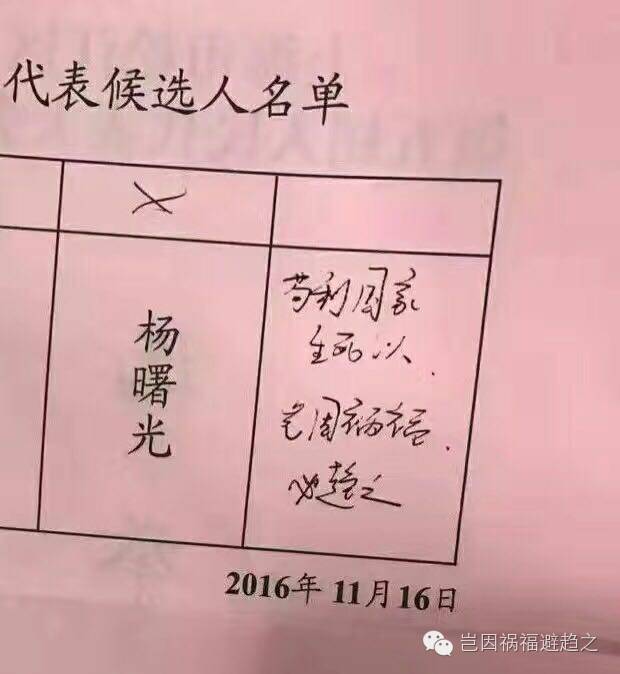 代表候选人名单
杨曙光
苟利国家
生死以.
岂因祸福.
避趋之
2016年11月16日
岂因祸福避趋之